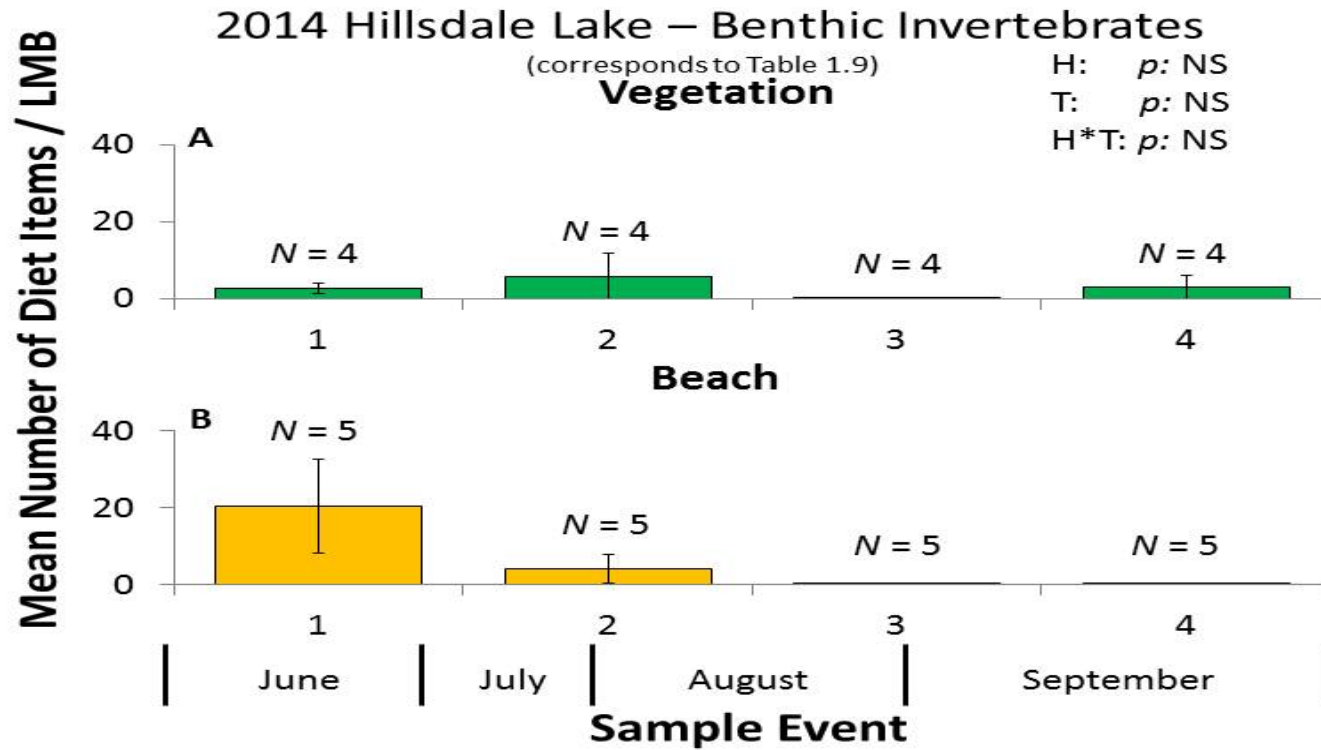 2014 Hillsdale Lake – Benthic Invertebrates
(corresponds to Table 1.9)
H: p: NS
T: p: NS
H*T: p: NS
Mean Number of Diet Items / LMB
Vegetation
A
40
20
0
N = 4
N = 4
N = 4
N = 4
1 2 3 4
Beach
B
40
20
0
N = 5
N = 5
N = 5
N = 5
1 2 3 4
June July August September
Sample Event